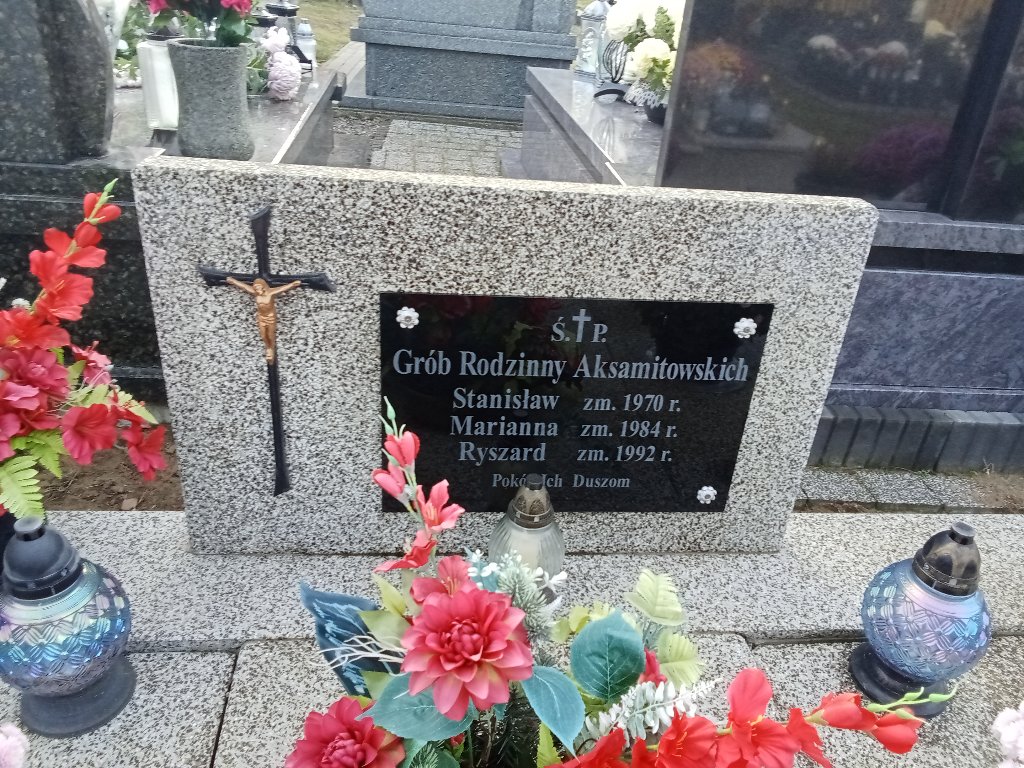 Ś.†P.
Grób Rodzinny Aksamitowskich
Stanisław zm. 1970 r.
Marianna zm. 1984 r.
Ryszard zm. 1992 r.
Pokój Ich Duszom